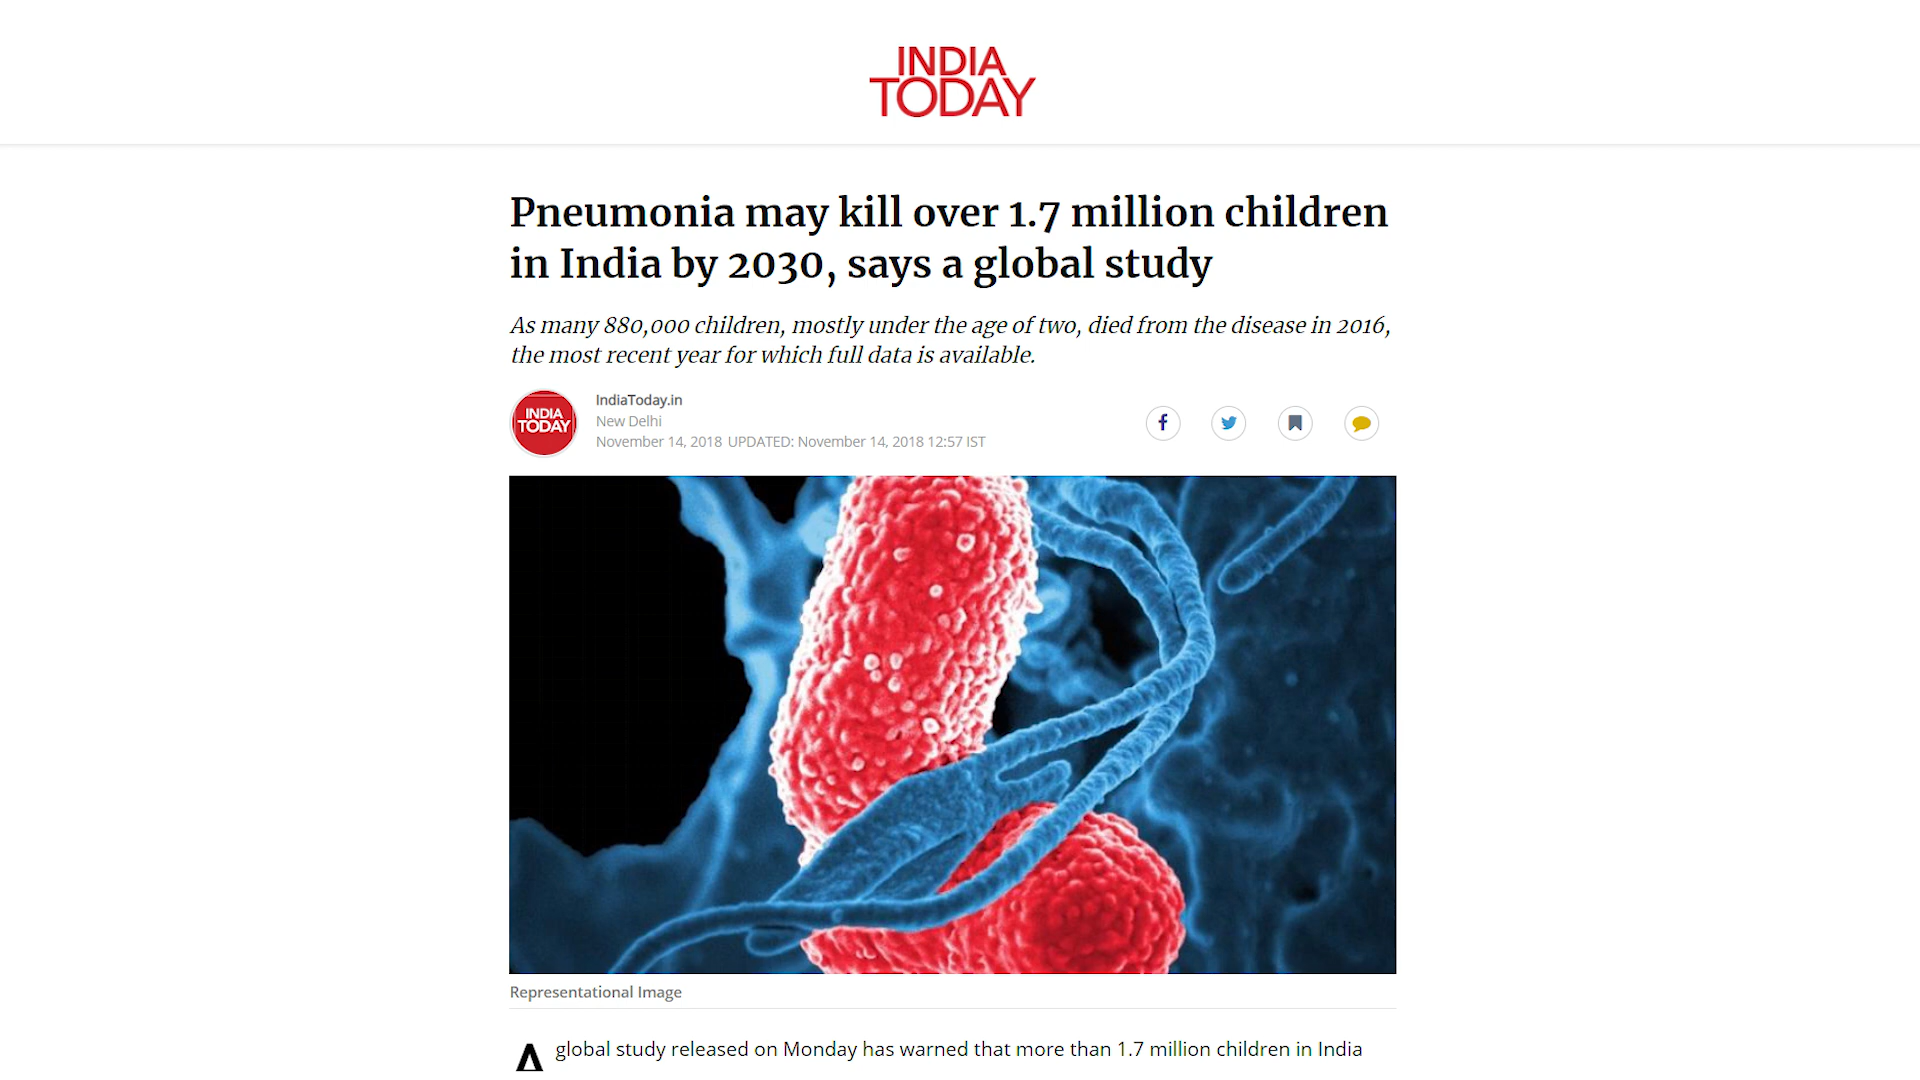 INDIA
TODAY
Pneumonia may kill over 1.7 million children
in India by 2030, says a global study
As many 880,000 children, mostly under the age of two, died from the disease in 2016,
the most recent year for which full data is available.
INDIA
TODAY
IndiaToday.in
New Delhi
November 14, 2018 UPDATED: November 14, 2018 12:57 IST
Representational Image
A global study released on Monday has warned that more than 1.7 million children in India